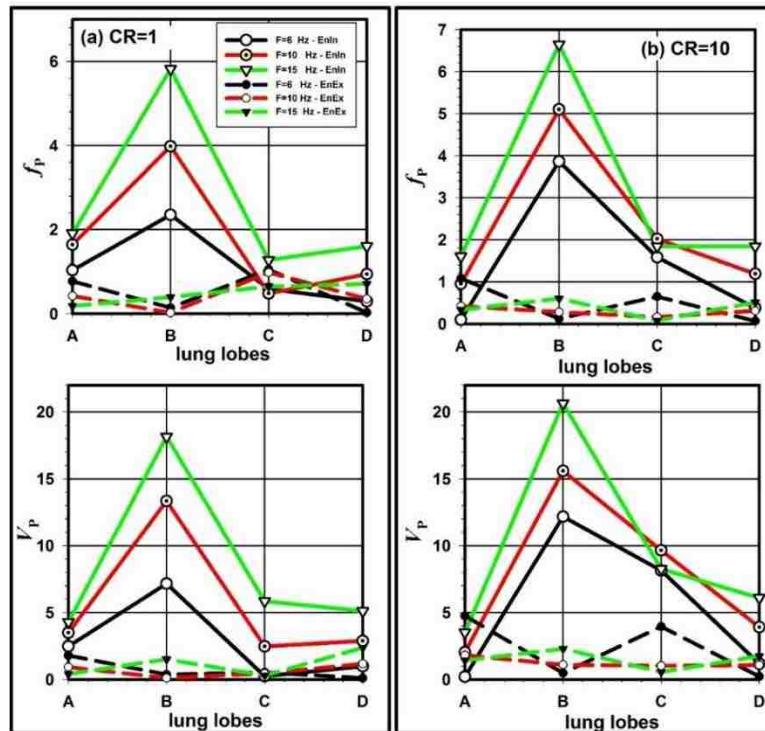 (a) CR=1
F=6 Hz - EnIn
F=10 Hz - EnIn
F=15 Hz - EnIn
F=6 Hz - EnEx
F=10 Hz - EnEx
F=15 Hz - EnEx
6
4
2
0
fP
A B C D
lung lobes
(b) CR=10
7
6
5
4
3
2
1
0
fP
A B C D
lung lobes
20
15
10
5
0
VP
A B C D
lung lobes
20
15
10
5
0
VP
A B C D
lung lobes